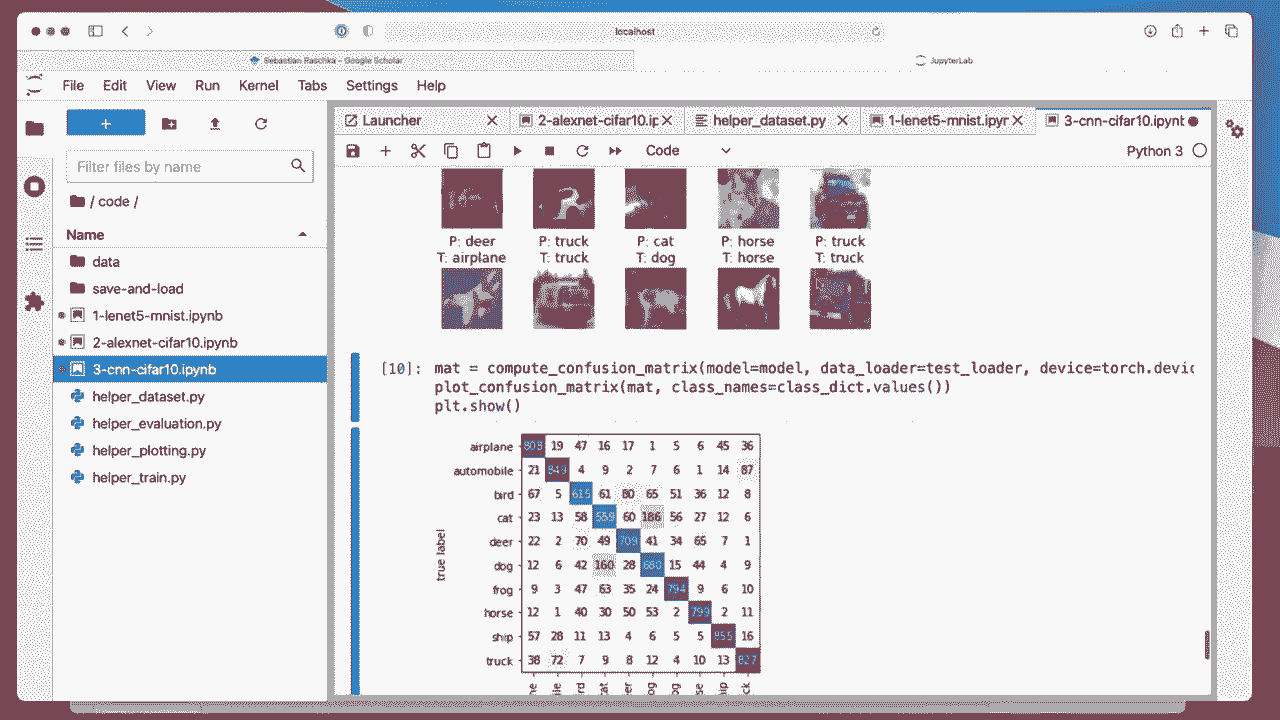 localhost
Sebastian Raschka – Google Scholar
JupyterLab
File Edit View Run Kernel Tabs Settings Help
Launcher
2-alexnet-cifar10.ip
helper_dataset.py
1-lenet5-mnist.ipyr
3-cnn-cifar10.ipynt
Filter files by name
Code
Python 3
/ code /
Name
data
save-and-load
1-lenet5-mnist.ipynb
2-alexnet-cifar10.ipynb
3-cnn-cifar10.ipynb
helper_dataset.py
helper_evaluation.py
helper_plotting.py
helper_train.py
P: deer P: truck P: cat P: horse P: truck
T: airplane T: truck T: dog T: horse T: truck
[10]: mat = compute_confusion_matrix(model=model, data_loader=test_loader, device=torch.devic
plot_confusion_matrix(mat, class_names=class_dict.values())
plt.show()
true label
airplane 808 19 47 16 17 1 5 6 45 36
automobile 21 849 4 9 2 7 6 1 14 87
bird 67 5 615 61 80 65 51 36 12 8
cat 23 13 58 559 60 186 56 27 12 6
deer 22 2 70 49 709 41 34 65 7 1
dog 12 6 42 160 28 680 15 44 4 9
frog 9 3 47 63 35 24 794 9 6 10
horse 12 1 40 30 50 53 2 799 2 11
ship 57 28 11 13 4 6 5 5 855 16
truck 38 72 7 9 8 12 4 10 13 827